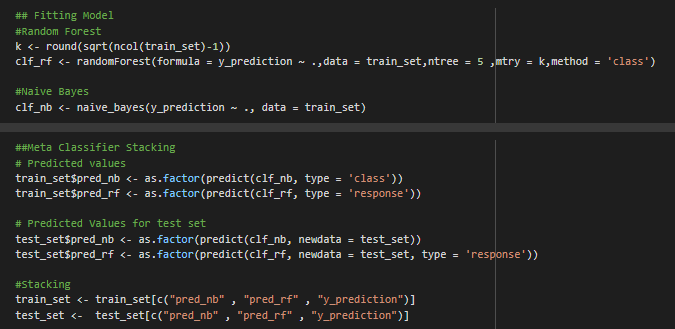 ## Fitting Model
#Random Forest
k <- round(sqrt(ncol(train_set)-1))
clf_rf <- randomForest(formula = y_prediction ~ .,data = train_set,ntree = 5 ,mtry = k,method = 'class')
#Naive Bayes
clf_nb <- naive_bayes(y_prediction ~ ., data = train_set)
##Meta Classifier Stacking
# Predicted values
train_set$pred_nb <- as.factor(predict(clf_nb, type = 'class'))
train_set$pred_rf <- as.factor(predict(clf_rf, type = 'response'))
# Predicted Values for test set
test_set$pred_nb <- as.factor(predict(clf_nb, newdata = test_set))
test_set$pred_rf <- as.factor(predict(clf_rf, newdata = test_set, type = 'response'))
#Stacking
train_set <- train_set[c("pred_nb" , "pred_rf" , "y_prediction")]
test_set <-  test_set[c("pred_nb" , "pred_rf" , "y_prediction")]